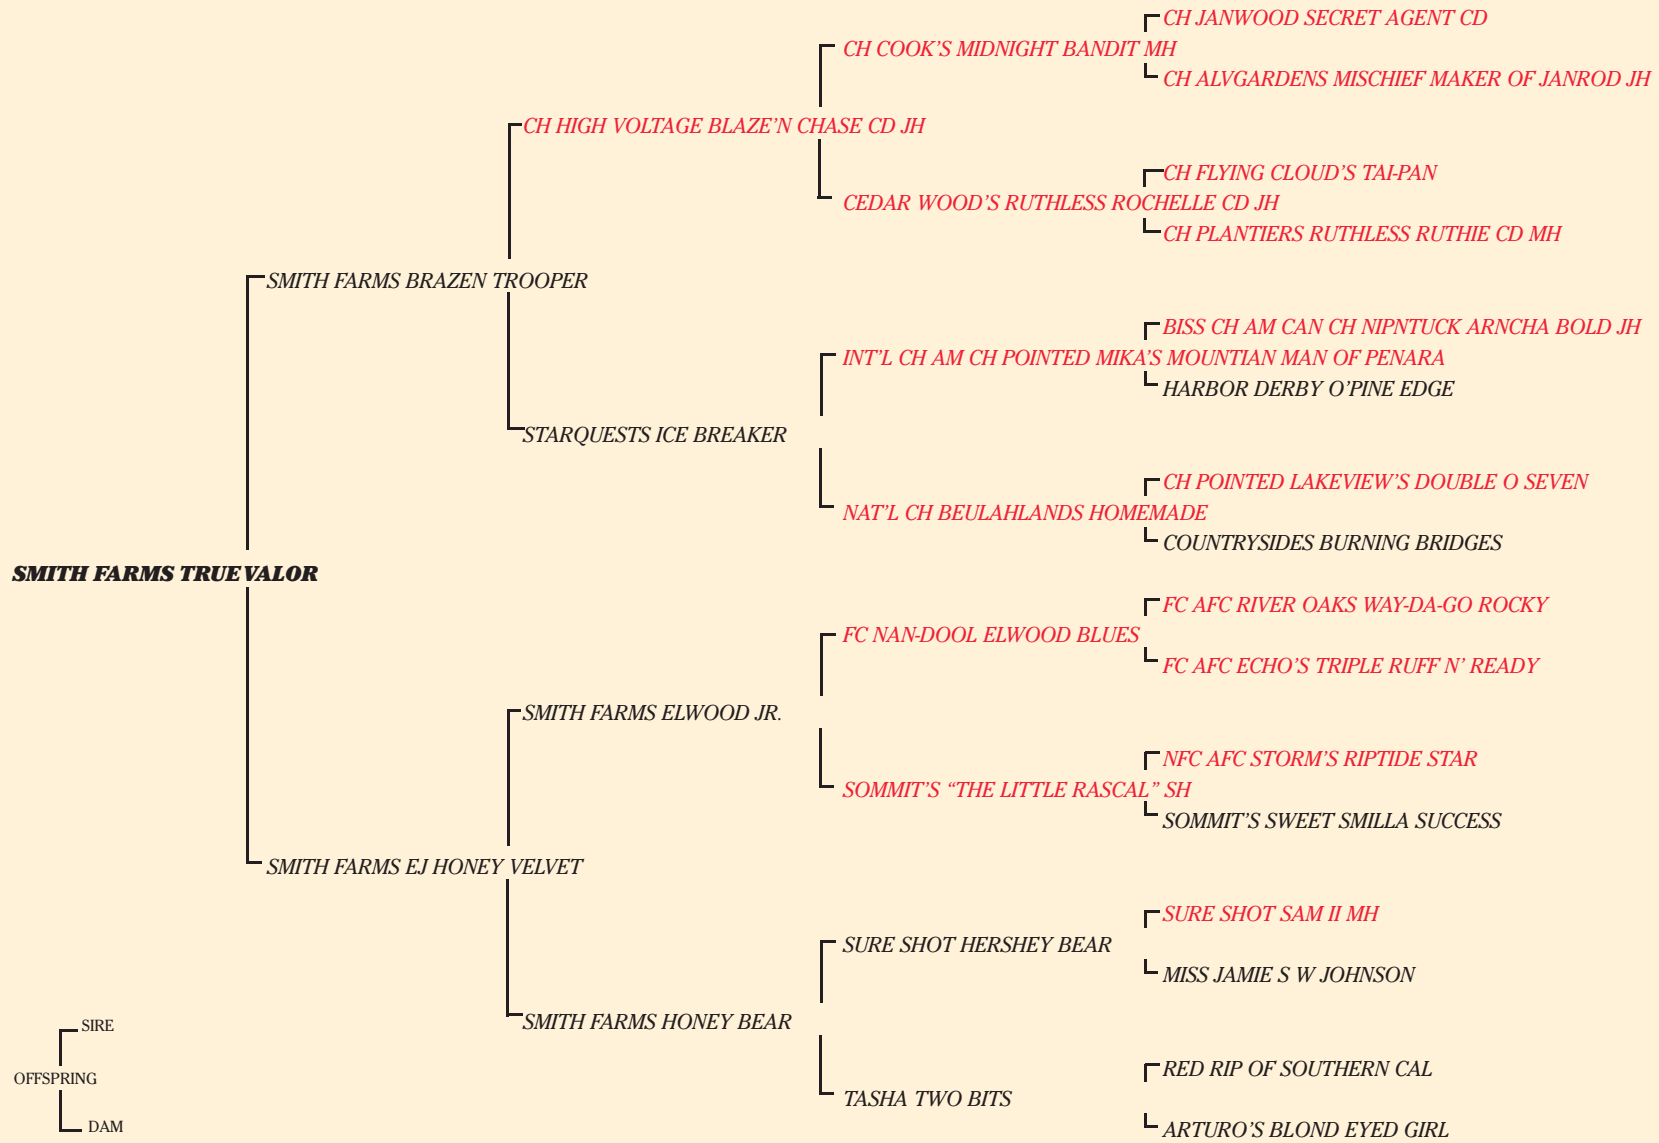 CH JANWOOD SECRET AGENT CD
CH COOK'S MIDNIGHT BANDIT MH
CH ALVGARDENS MISCHIEF MAKER OF JANROD JH
CH HIGH VOLTAGE BLAZE'N CHASE CD JH
CH FLYING CLOUD'S TAI-PAN
CEDAR WOOD'S RUTHLESS ROCHELLE CD JH
CH PLANTIERS RUTHLESS RUTHIE CD MH
SMITH FARMS BRAZEN TROOPER
BISS CH AM CAN CH NIPNTUCK ARNCHA BOLD JH
INT'L CH AM CH POINTED MIKA'S MOUNTIAN MAN OF PENARA
HARBOR DERBY O'PINE EDGE
STARQUESTS ICE BREAKER
CH POINTED LAKEVIEW'S DOUBLE O SEVEN
NAT'L CH BEULAHLANDS HOMEMADE
COUNTRYSIDES BURNING BRIDGES
SMITH FARMS TRUE VALOR
FC AFC RIVER OAKS WAY-DA-GO ROCKY
FC NAN-DOOL ELWOOD BLUES
FC AFC ECHO'S TRIPLE RUFF N' READY
SMITH FARMS ELWOOD JR.
NFC AFC STORM'S RIPTIDE STAR
SOMMIT'S “THE LITTLE RASCAL” SH
SOMMIT'S SWEET SMILLA SUCCESS
SMITH FARMS EJ HONEY VELVET
SURE SHOT SAM II MH
SURE SHOT HERSHEY BEAR
MISS JAMIE S W JOHNSON
SMITH FARMS HONEY BEAR
RED RIP OF SOUTHERN CAL
TASHA TWO BITS
ARTURO'S BLOND EYED GIRL
SIRE
OFFSPRING
DAM